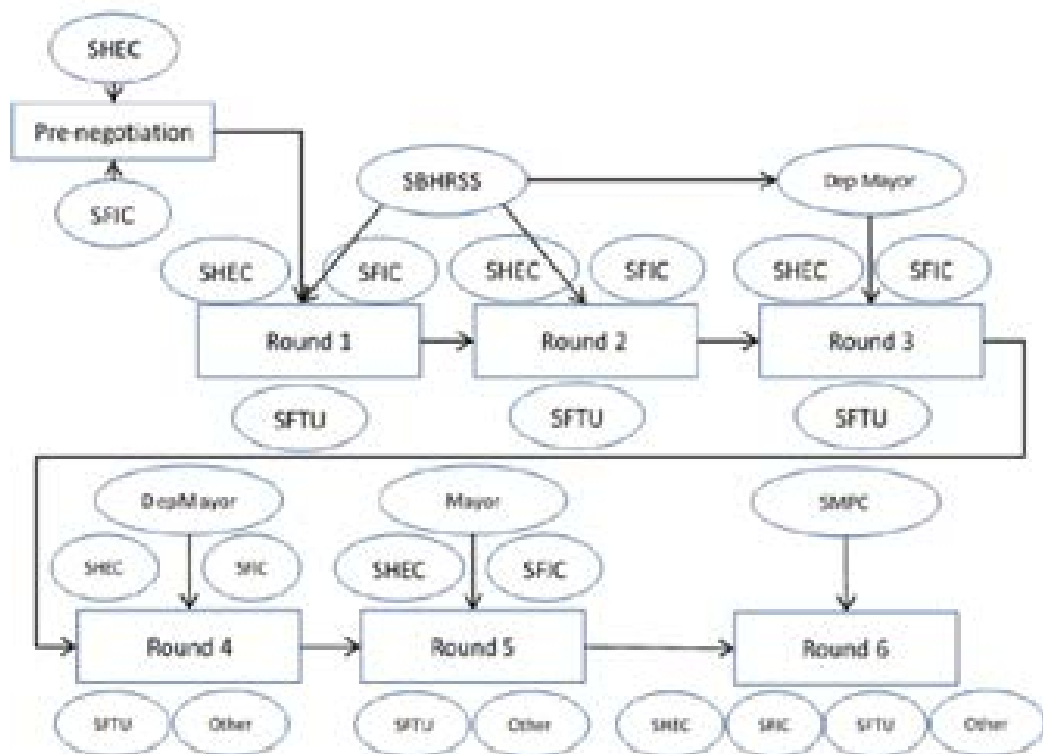 SHEC
Pre-negotiation
SFIC
SBHRSS
Dep Mayor
SHEC
SFIC
SHEC
SFIC
SHEC
SFIC
Round 1
Round 2
Round 3
SFTU
SFTU
SFTU
DepMayor
Mayor
SMPC
SHEC
SFIC
SHEC
SFIC
Round 4
Round 5
Round 6
SFTU
Other
SFTU
Other
SHEC
SFIC
SFTU
Other